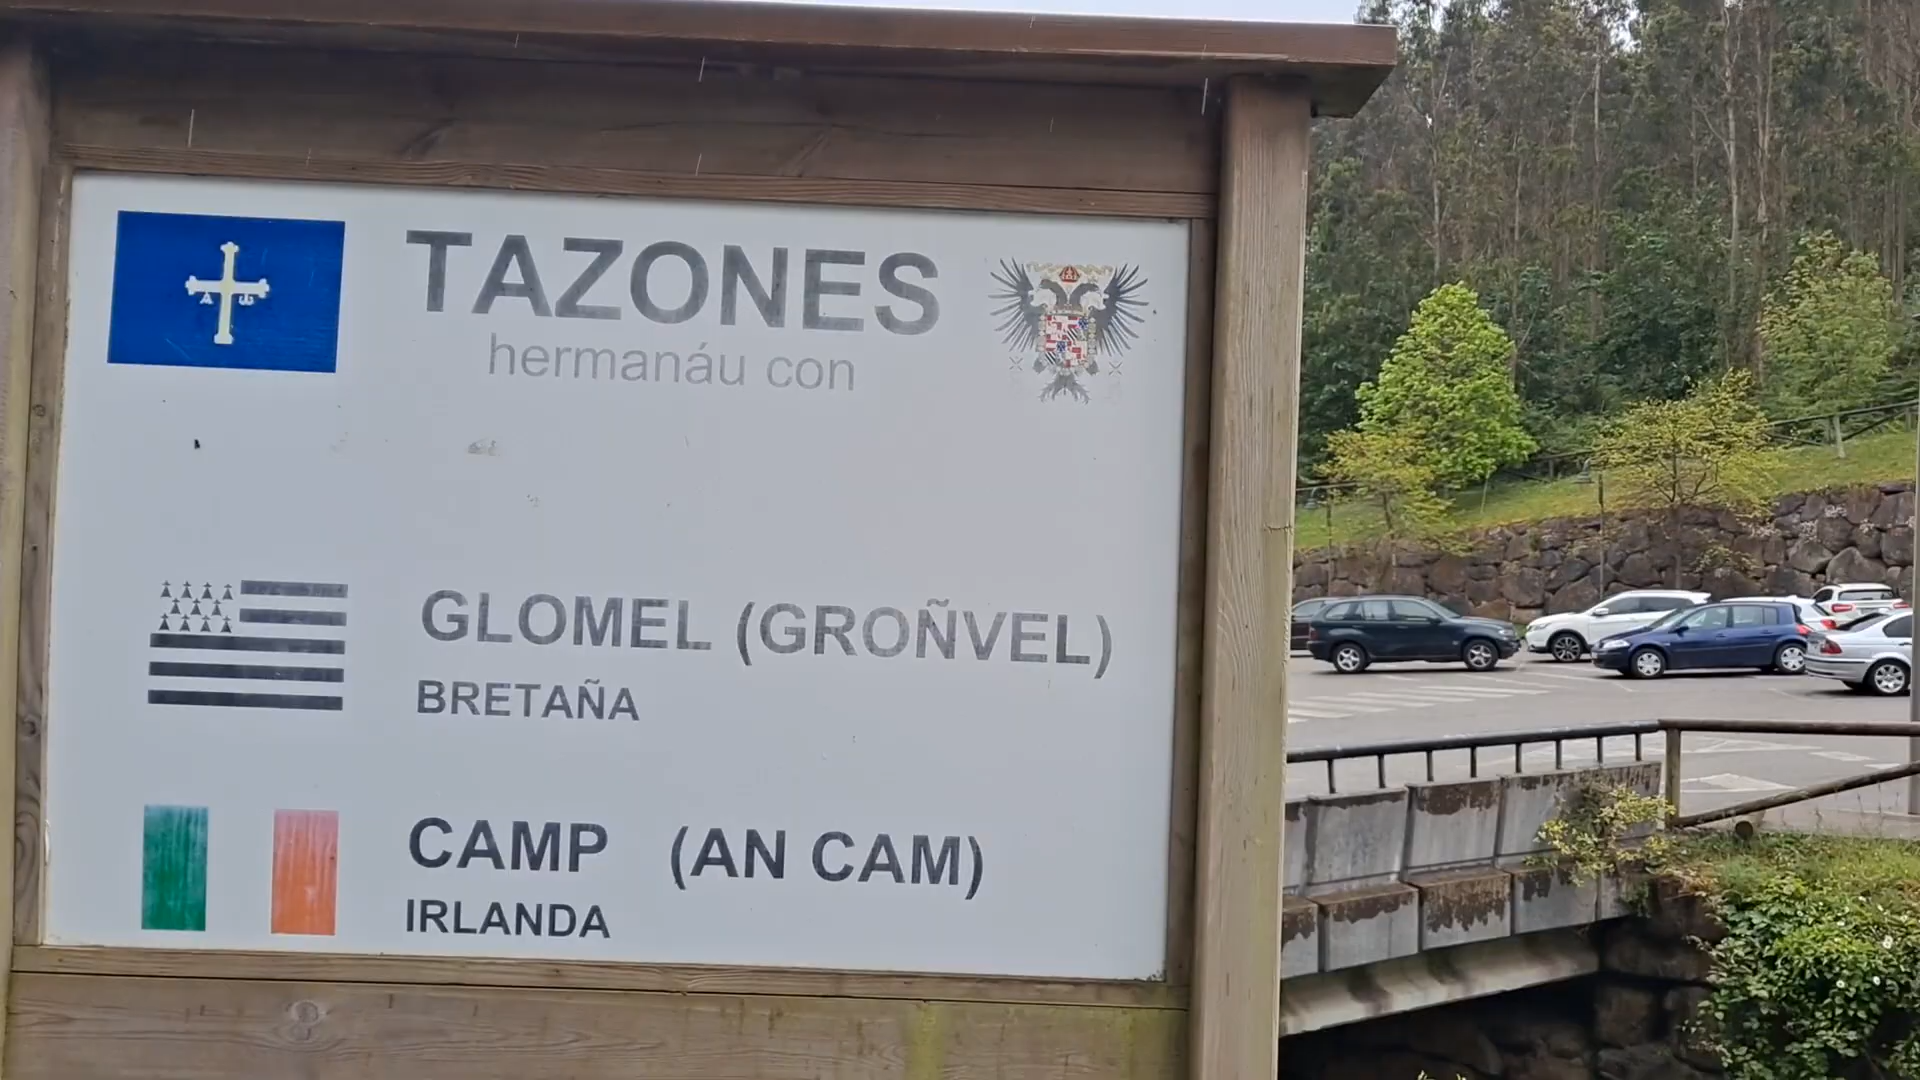 TAZONES
hermanáu con
GLOMEL (GROÑVEL)
BRETAÑA
CAMP (AN CAM)
IRLANDA